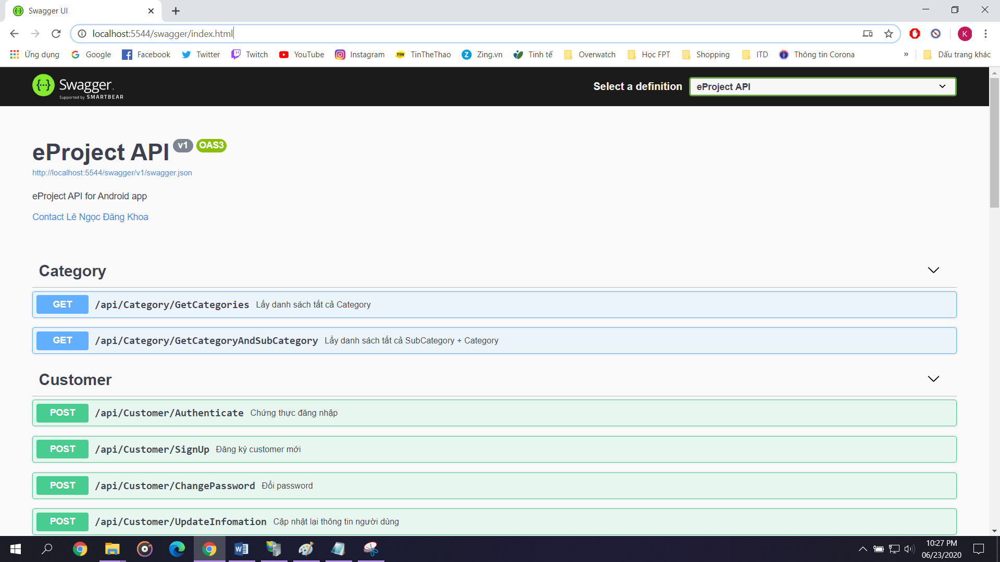 Swagger UI
localhost:5544/swagger/index.html
K
Ứng dụng Google Facebook Twitter Twitch YouTube Instagram TIN TinTheThao Z Zing.vn Tinh tế Overwatch Học FPT Shopping ITD Thông tin Corona » Dấu trang khác
{···} Swagger™
Supported by SMARTBEAR
Select a definition eProject API
eProject API v1 OAS3
http://localhost:5544/swagger/v1/swagger.json
eProject API for Android app
Contact Lê Ngọc Đăng Khoa
Category
GET /api/Category/GetCategories Lấy danh sách tất cả Category
GET /api/Category/GetCategoryAndSubCategory Lấy danh sách tất cả SubCategory + Category
Customer
POST /api/Customer/Authenticate Chứng thực đăng nhập
POST /api/Customer/SignUp Đăng ký customer mới
POST /api/Customer/ChangePassword Đổi password
POST /api/Customer/UpdateInfomation Cập nhật lại thông tin người dùng
10:27 PM
06/23/2020